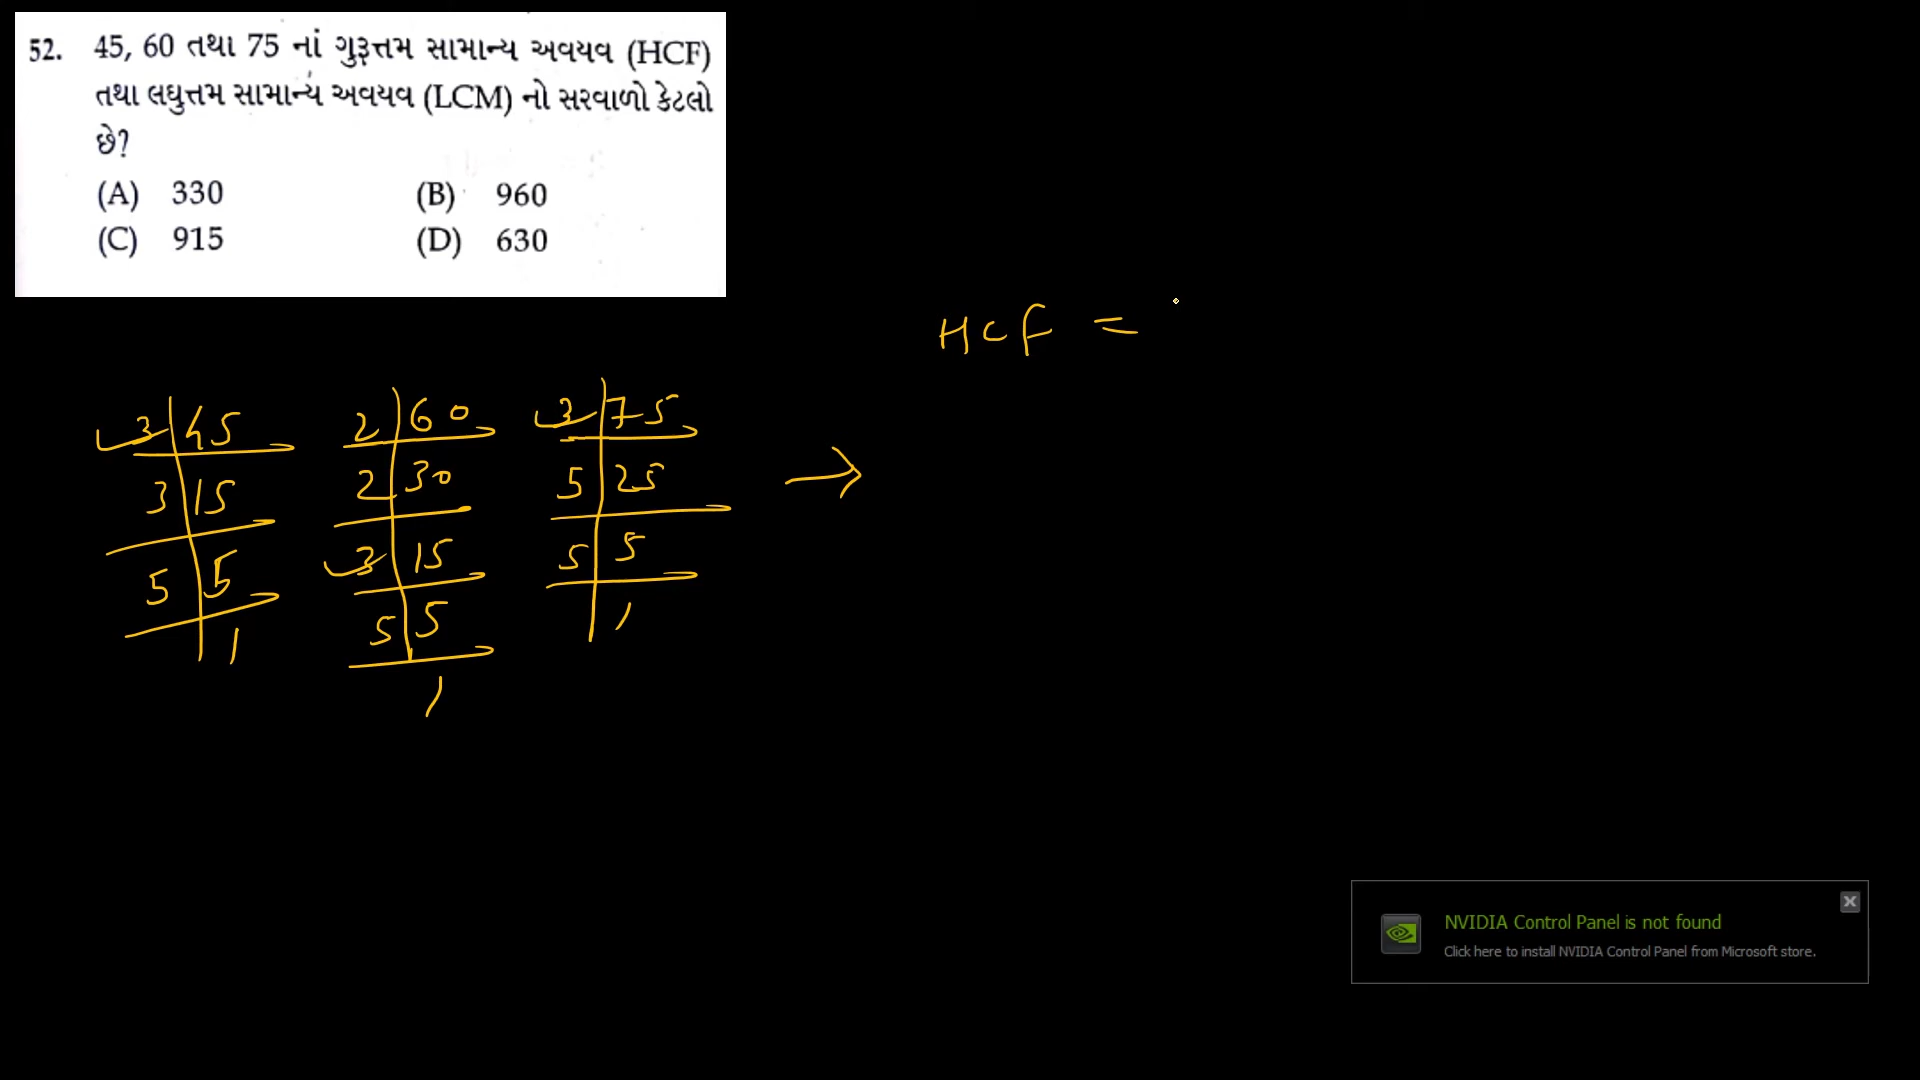 52. 45, 60 તથા 75 નાં ગુરૂત્તમ સામાન્ય અવયવ (HCF)
તથા લઘુત્તમ સામાન્ય અવયવ (LCM) નો સરવાળો કેટલો
છે?
(A) 330 (B) 960
(C) 915 (D) 630
HCF =
3 45 2 60 3 75
3 15 2 30 5 25
5 5 3 15 5 5
1 5 5 1
1
NVIDIA Control Panel is not found
Click here to install NVIDIA Control Panel from Microsoft store.